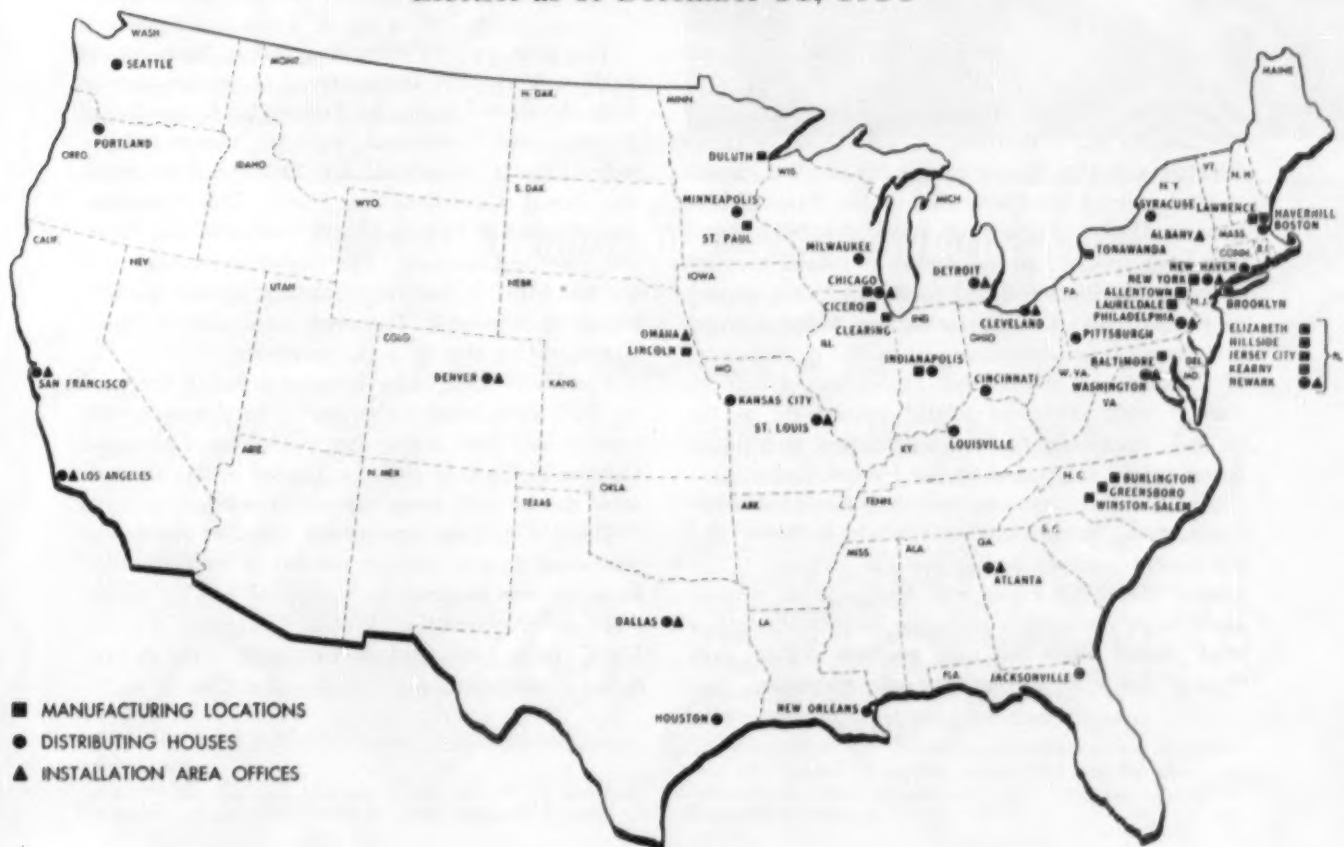 WASH.
SEATTLE
MONT.
N. DAK.
MINN.
MAINE
PORTLAND
OREG.
IDAHO
DULUTH
WIS.
VT.
N. H.
S. DAK.
WYO.
MINNEAPOLIS
ST. PAUL
MICH
N. Y.
SYRACUSE
LAWRENCE
HAVERHILL
BOSTON
ALBANY
MASS.
R.I.
CONN.
TONAWANDA
CALIF.
NEV.
UTAH
MILWAUKEE
DETROIT
IOWA
NEBR.
CHICAGO
CICERO
CLEARING
CLEVELAND
PA.
NEW HAVEN
NEW YORK
ALLENTOWN
LAURELDALE
N.J.
BROOKLYN
PHILADELPHIA
PITTSBURGH
ELIZABETH
HILLSIDE
JERSEY CITY
KEARNY
NEWARK
OMAHA
LINCOLN
ILL.
IND.
OHIO
INDIANAPOLIS
CINCINNATI
W. VA.
BALTIMORE
WASHINGTON
DEL.
MD.
VA.
COLO.
DENVER
KANS.
MO.
KANSAS CITY
ST. LOUIS
LOUISVILLE
KY.
SAN FRANCISCO
LOS ANGELES
ARIZ.
N. MEX.
TEXAS
OKLA.
ARK.
TENN.
N. C.
BURLINGTON
GREENSBORO
WINSTON-SALEM
S. C.
MISS.
ALA.
GA.
ATLANTA
DALLAS
LA.
FLA.
JACKSONVILLE
HOUSTON
NEW ORLEANS
MANUFACTURING LOCATIONS
DISTRIBUTING HOUSES
INSTALLATION AREA OFFICES